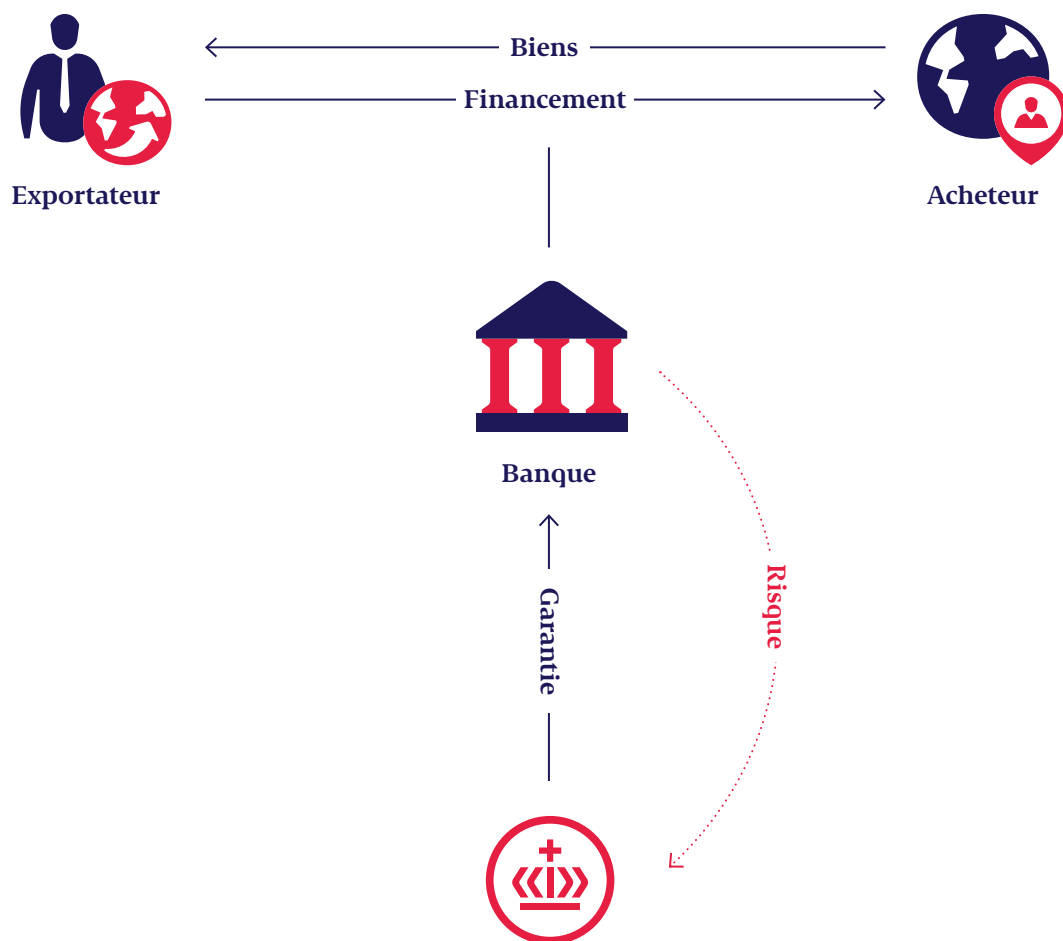 Biens
Financement
Exportateur
Acheteur
Banque
Garantie
Risque